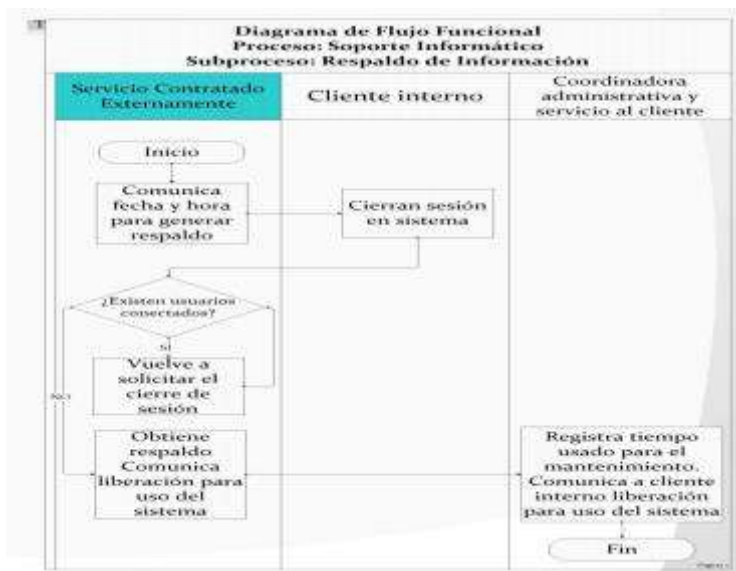 Diagrama de Flujo Funcional
Proceso: Soporte Informático
Subproceso: Respaldo de Información
Servicio Contratado
Externamente
Cliente interno
Coordinadora
administrativa y
servicio al cliente
Inicio
Comunica
fecha y hora
para generar
respaldo
Cierran sesión
en sistema
¿Existen usuarios
conectados?
SI
Vuelve a
solicitar el
cierre de
sesión
NO
Obtiene
respaldo
Comunica
liberación para
uso del
sistema
Registra tiempo
usado para el
mantenimiento.
Comunica a cliente
interno liberación
para uso del sistema
Fin